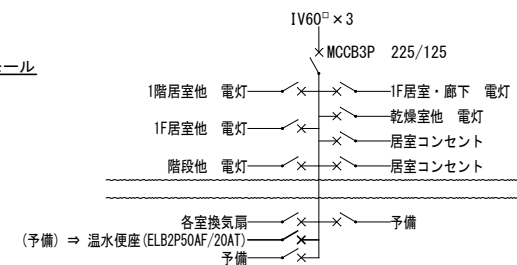 IV60□×3
MCCB3P 225/125
ール
1階居室他 電灯
1F居室・廊下 電灯
乾燥室他 電灯
1F居室他 電灯
居室コンセント
階段他 電灯
居室コンセント
各室換気扇
予備
(予備) ⇒ 温水便座(ELB2P50AF/20AT)
予備